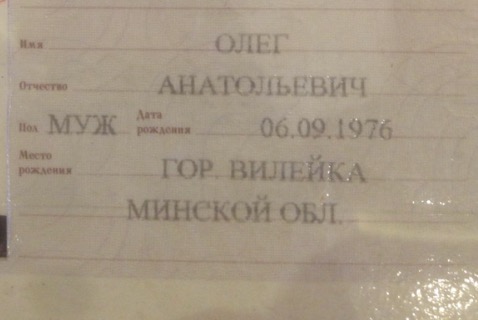 Имя ОЛЕГ
Отчество АНАТОЛЬЕВИЧ
Пол МУЖ Дата рождения 06.09.1976
Место рождения ГОР. ВИЛЕЙКА
МИНСКОЙ ОБЛ.